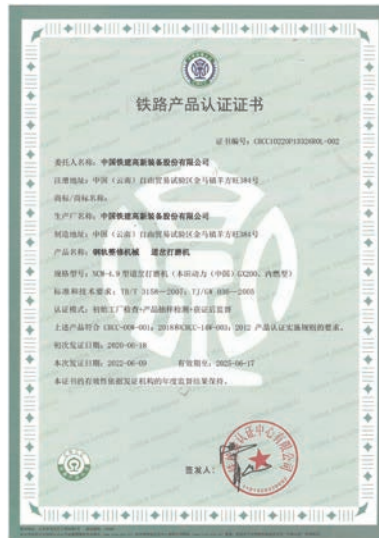 铁路产品认证证书
证书编号：CRCC10220P13326R0L-002
委托人名称：中国铁建高新装备股份有限公司
注册地址：中国（云南）自由贸易试验区金马镇羊方旺384号
商标/商标名称：
生产厂名称：中国铁建高新装备股份有限公司
制造地址：中国（云南）自由贸易试验区金马镇羊方旺384号
产品名称：钢轨整修机械 道岔打磨机
规格型号：NCM-4.9 型道岔打磨机（本田动力（中国）GX200，内燃型）
标准和技术要求：TB/T 3158—2007；TJ/GW 036—2005
认证模式：初始工厂检查+产品抽样检测+获证后监督
上述产品符合 CRCC-00W-001：2018和CRCC-14W-003：2012 产品认证实施规则的要求。
初次发证日期：2020-06-18
本次发证日期：2022-06-09 有效期至：2025-06-17
本证书的有效性依据发证机构的年度监督结果保持。
签发人：